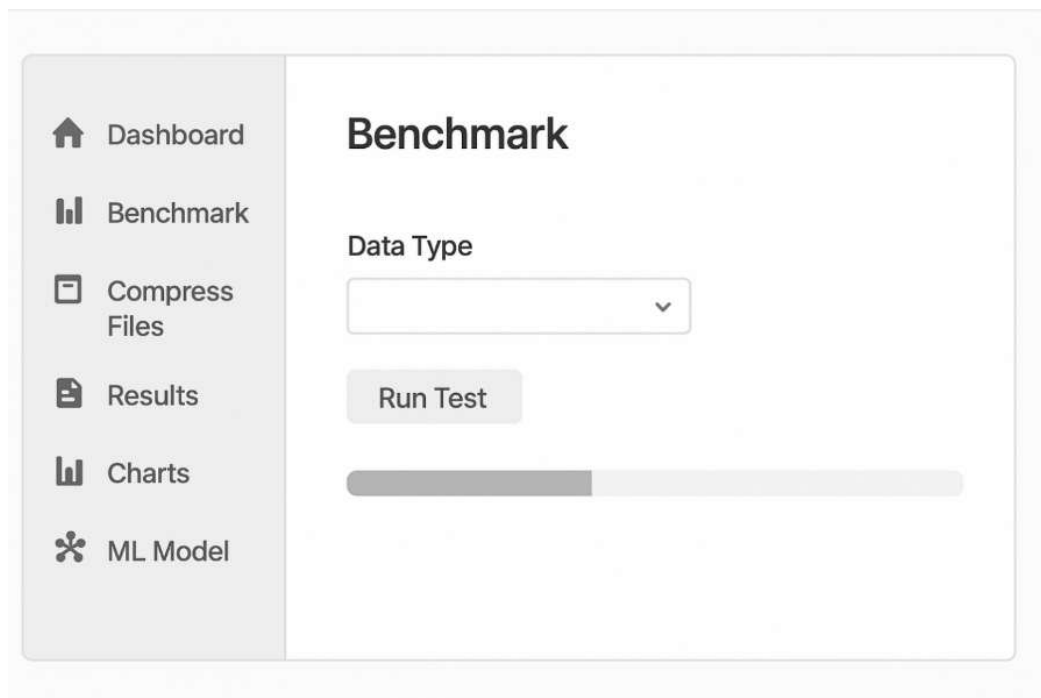 Dashboard
Benchmark
Compress
Files
Results
Charts
ML Model
Benchmark
Data Type
Run Test